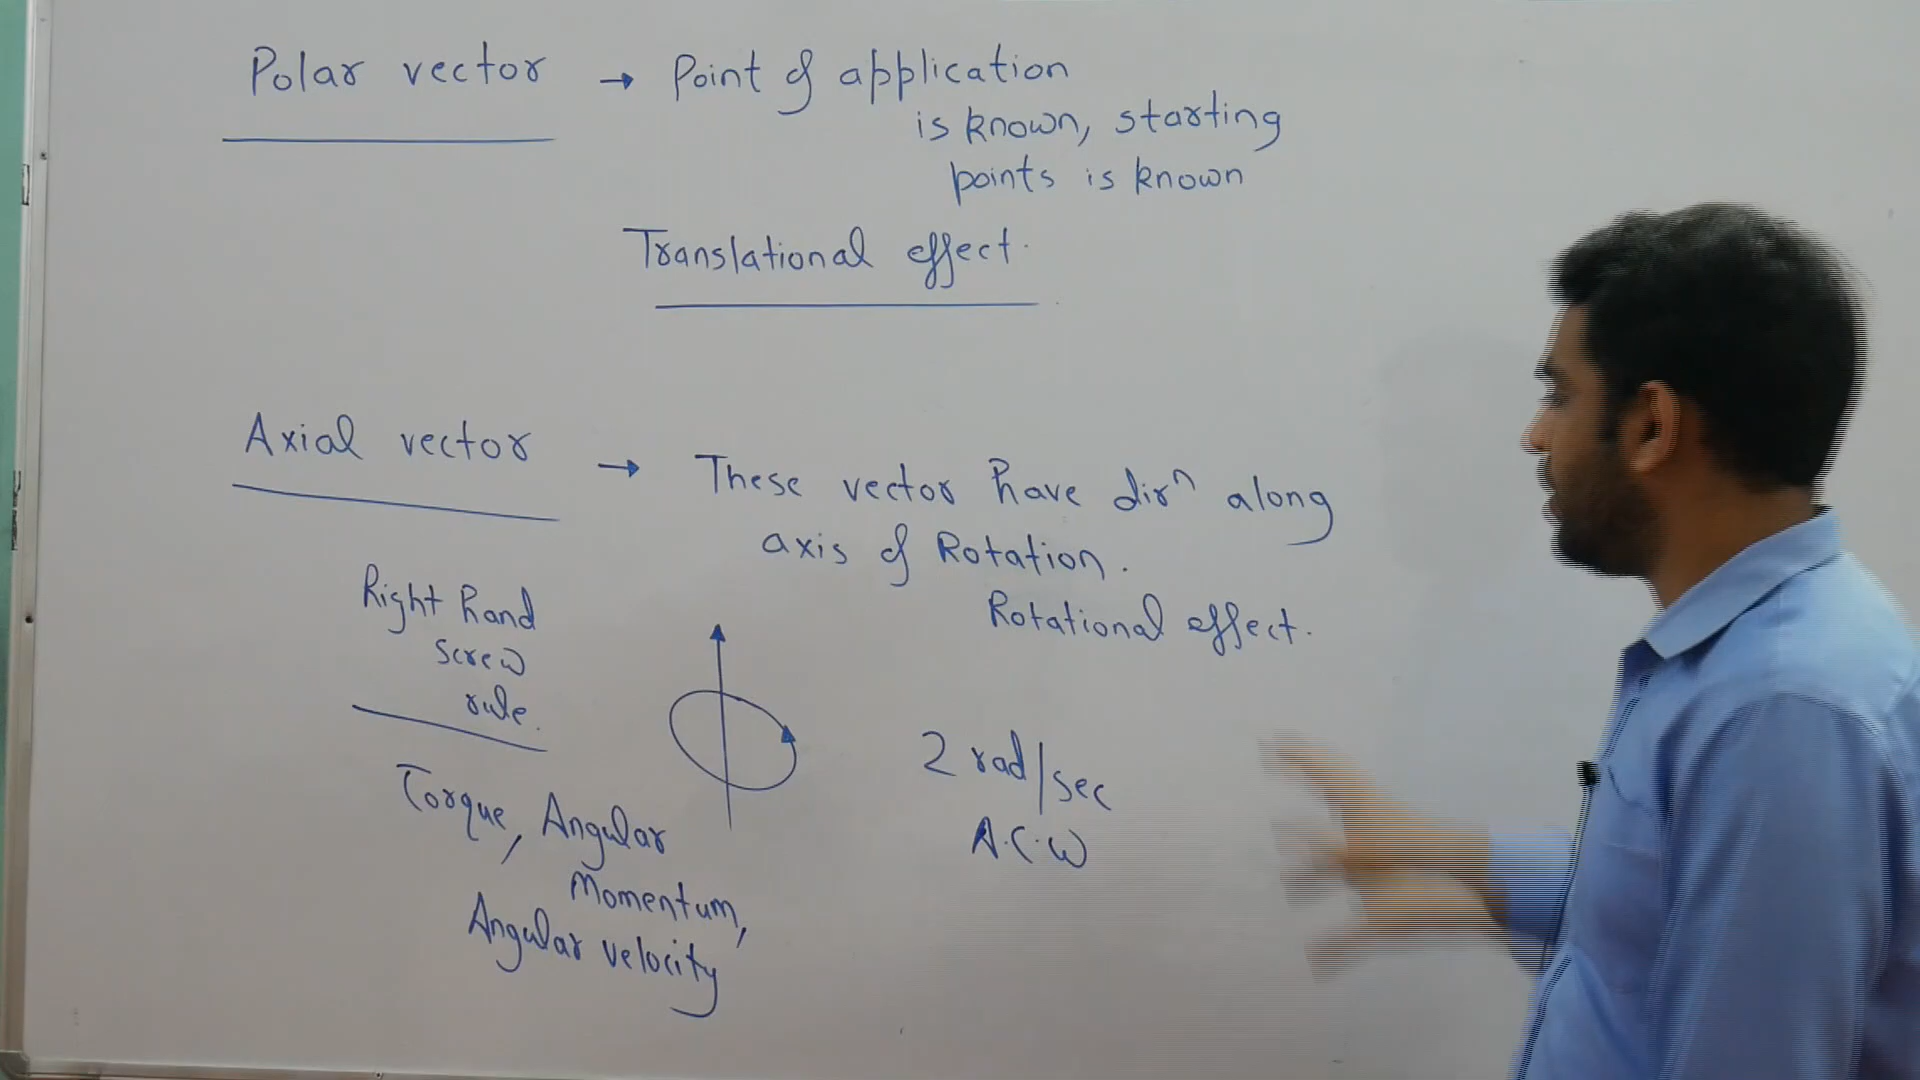 Polar vector → Point of application
is known, starting
points is known
Translational effect.
Axial vector → These vector have dirⁿ along
axis of Rotation.
Rotational effect.
Right hand
screw
rule.
2 rad/sec
A.C.W
Torque, Angular
Momentum,
Angular velocity